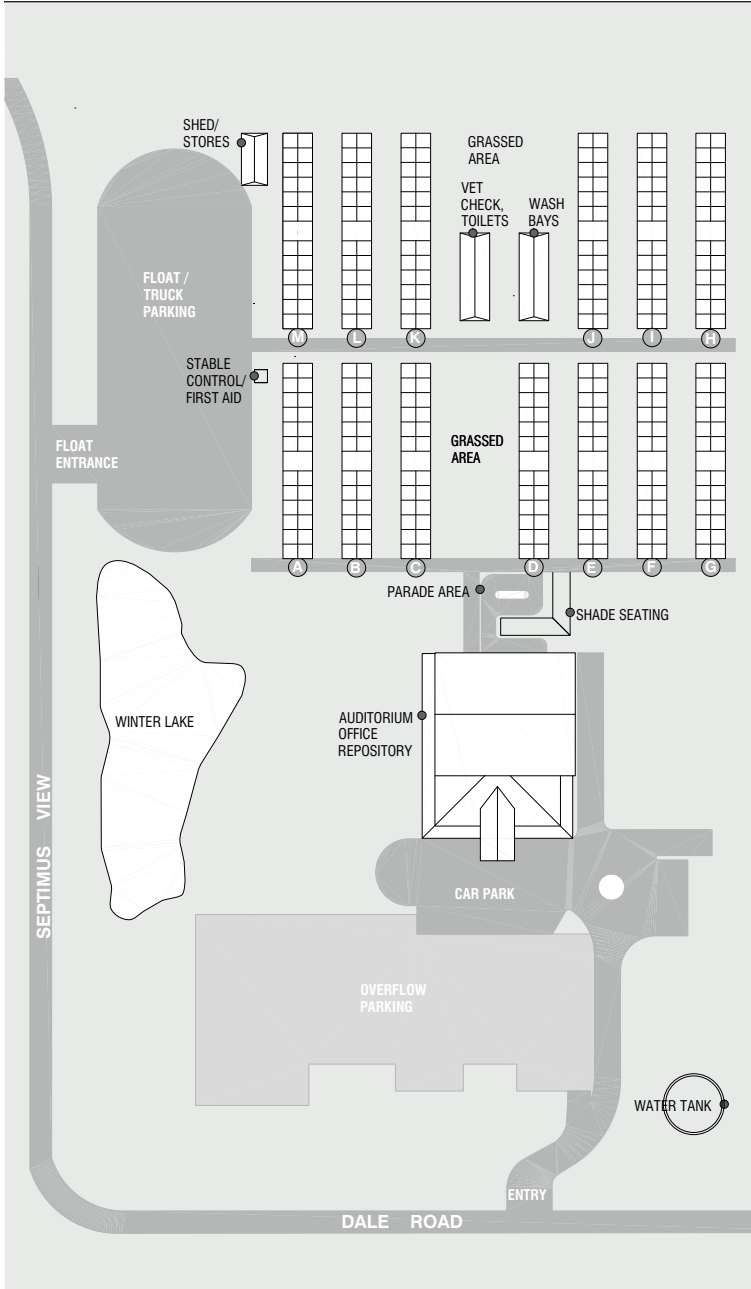 SHED/
STORES
GRASSED
AREA
VET
CHECK,
TOILETS
WASH
BAYS
FLOAT /
TRUCK
PARKING
M
L
K
J
I
H
STABLE
CONTROL/
FIRST AID
FLOAT
ENTRANCE
GRASSED
AREA
A
B
C
D
E
F
G
PARADE AREA
SHADE SEATING
WINTER LAKE
AUDITORIUM
OFFICE
REPOSITORY
SEPTIMUS VIEW
CAR PARK
OVERFLOW
PARKING
WATER TANK
ENTRY
DALE ROAD